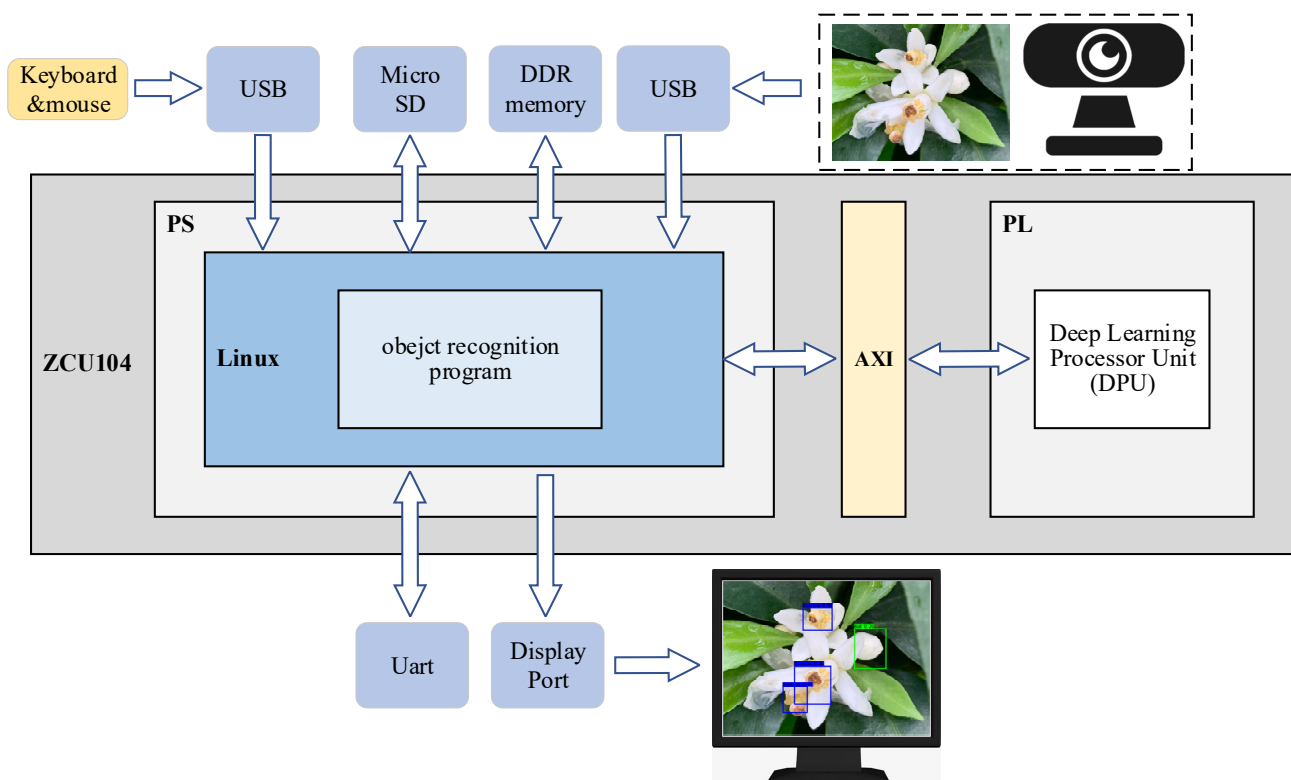 Keyboard
&mouse
USB
Micro
SD
DDR
memory
USB
PS
PL
ZCU104
Linux
obejct recognition
program
AXI
Deep Learning
Processor Unit
(DPU)
Uart
Display
Port